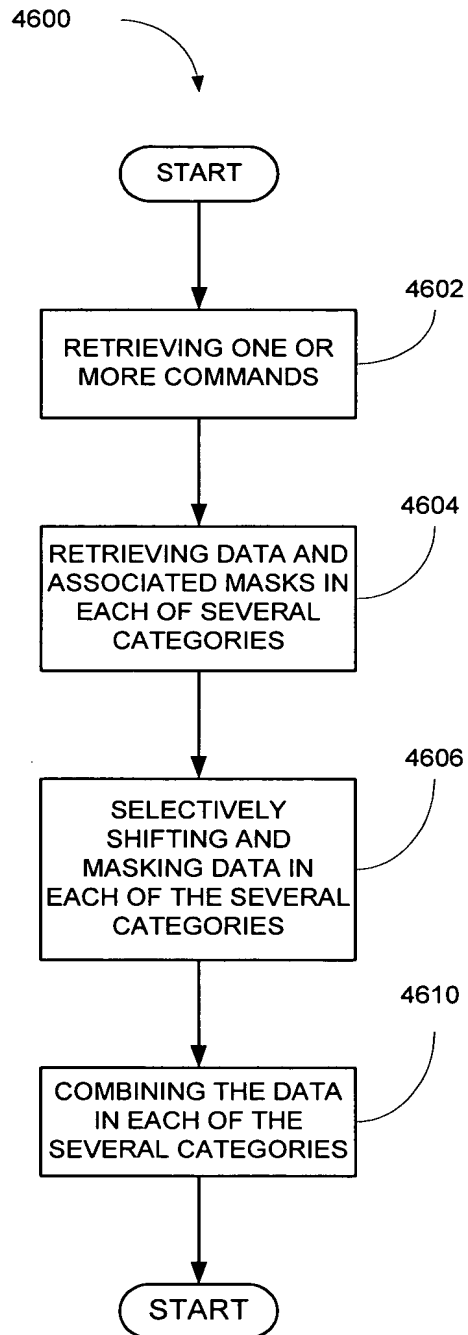 4600
START
4602
RETRIEVING ONE OR
MORE COMMANDS
4604
RETRIEVING DATA AND
ASSOCIATED MASKS IN
EACH OF SEVERAL
CATEGORIES
4606
SELECTIVELY
SHIFTING AND
MASKING DATA IN
EACH OF THE SEVERAL
CATEGORIES
4610
COMBINING THE DATA
IN EACH OF THE
SEVERAL CATEGORIES
START